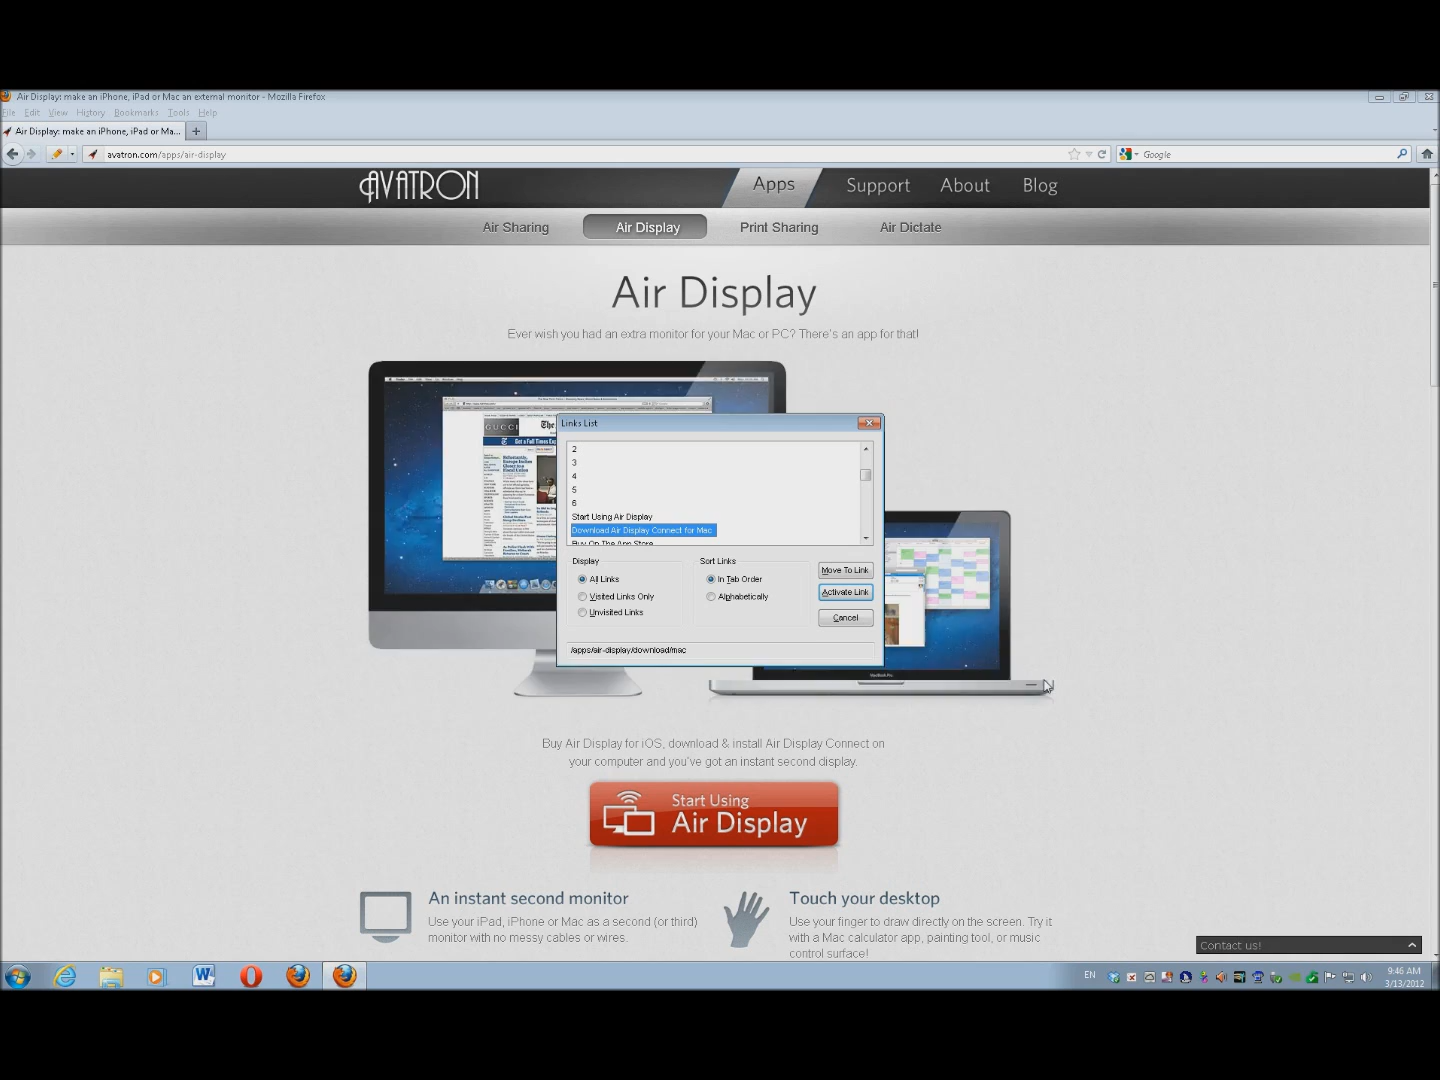 Air Display: make an iPhone, iPad or Mac an external monitor - Mozilla Firefox
File Edit View History Bookmarks Tools Help
Air Display: make an iPhone, iPad or Ma... +
avatron.com/apps/air-display
Google
AVATRON
Apps Support About Blog
Air Sharing Air Display Print Sharing Air Dictate
Air Display
Ever wish you had an extra monitor for your Mac or PC? There's an app for that!
GUCCI The
Links List
2
3
4
5
6
Start Using Air Display
Download Air Display Connect for Mac
Buy On The App Store
Display
All Links
Visited Links Only
Unvisited Links
Sort Links
In Tab Order
Alphabetically
Move To Link
Activate Link
Cancel
/apps/air-display/download/mac
MacBook Pro
Buy Air Display for iOS, download & install Air Display Connect on
your computer and you've got an instant second display.
Start Using
Air Display
An instant second monitor
Use your iPad, iPhone or Mac as a second (or third)
monitor with no messy cables or wires.
Touch your desktop
Use your finger to draw directly on the screen. Try it
with a Mac calculator app, painting tool, or music
control surface!
Contact us!
EN
9:46 AM
3/13/2012